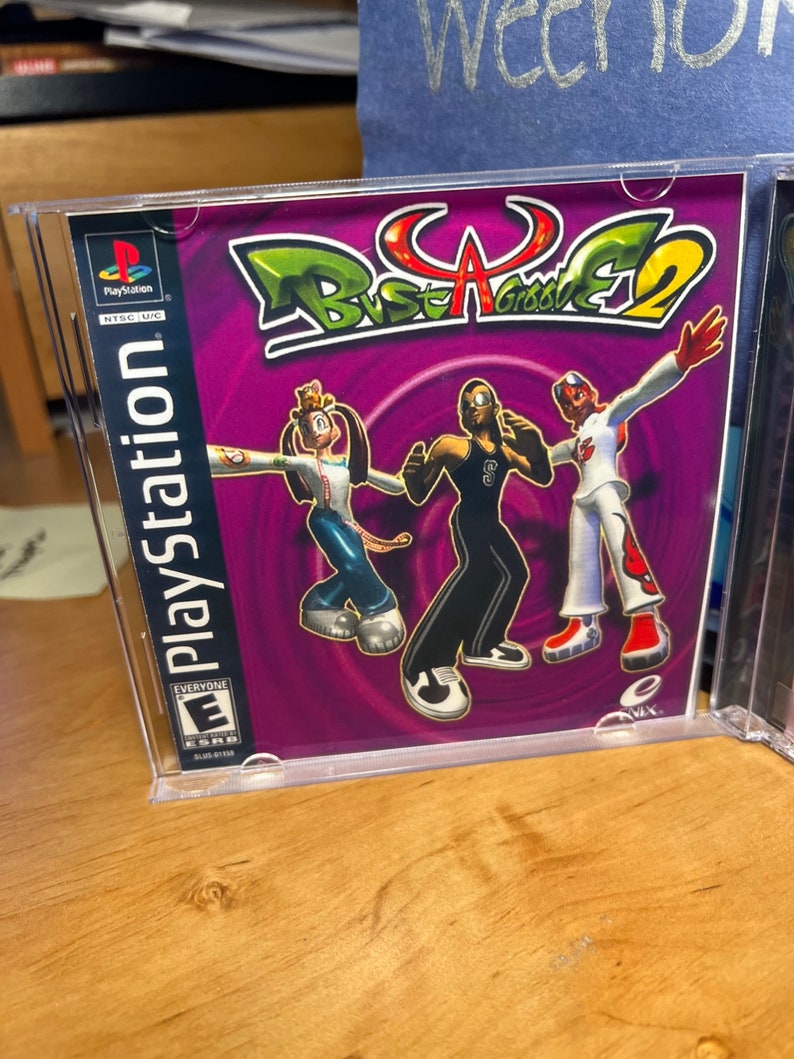 PlayStation
NTSC U/C
PlayStation
BUST A GROOVE 2
S
EVERYONE
E
CONTENT RATED BY
ESRB
SLUS-01159